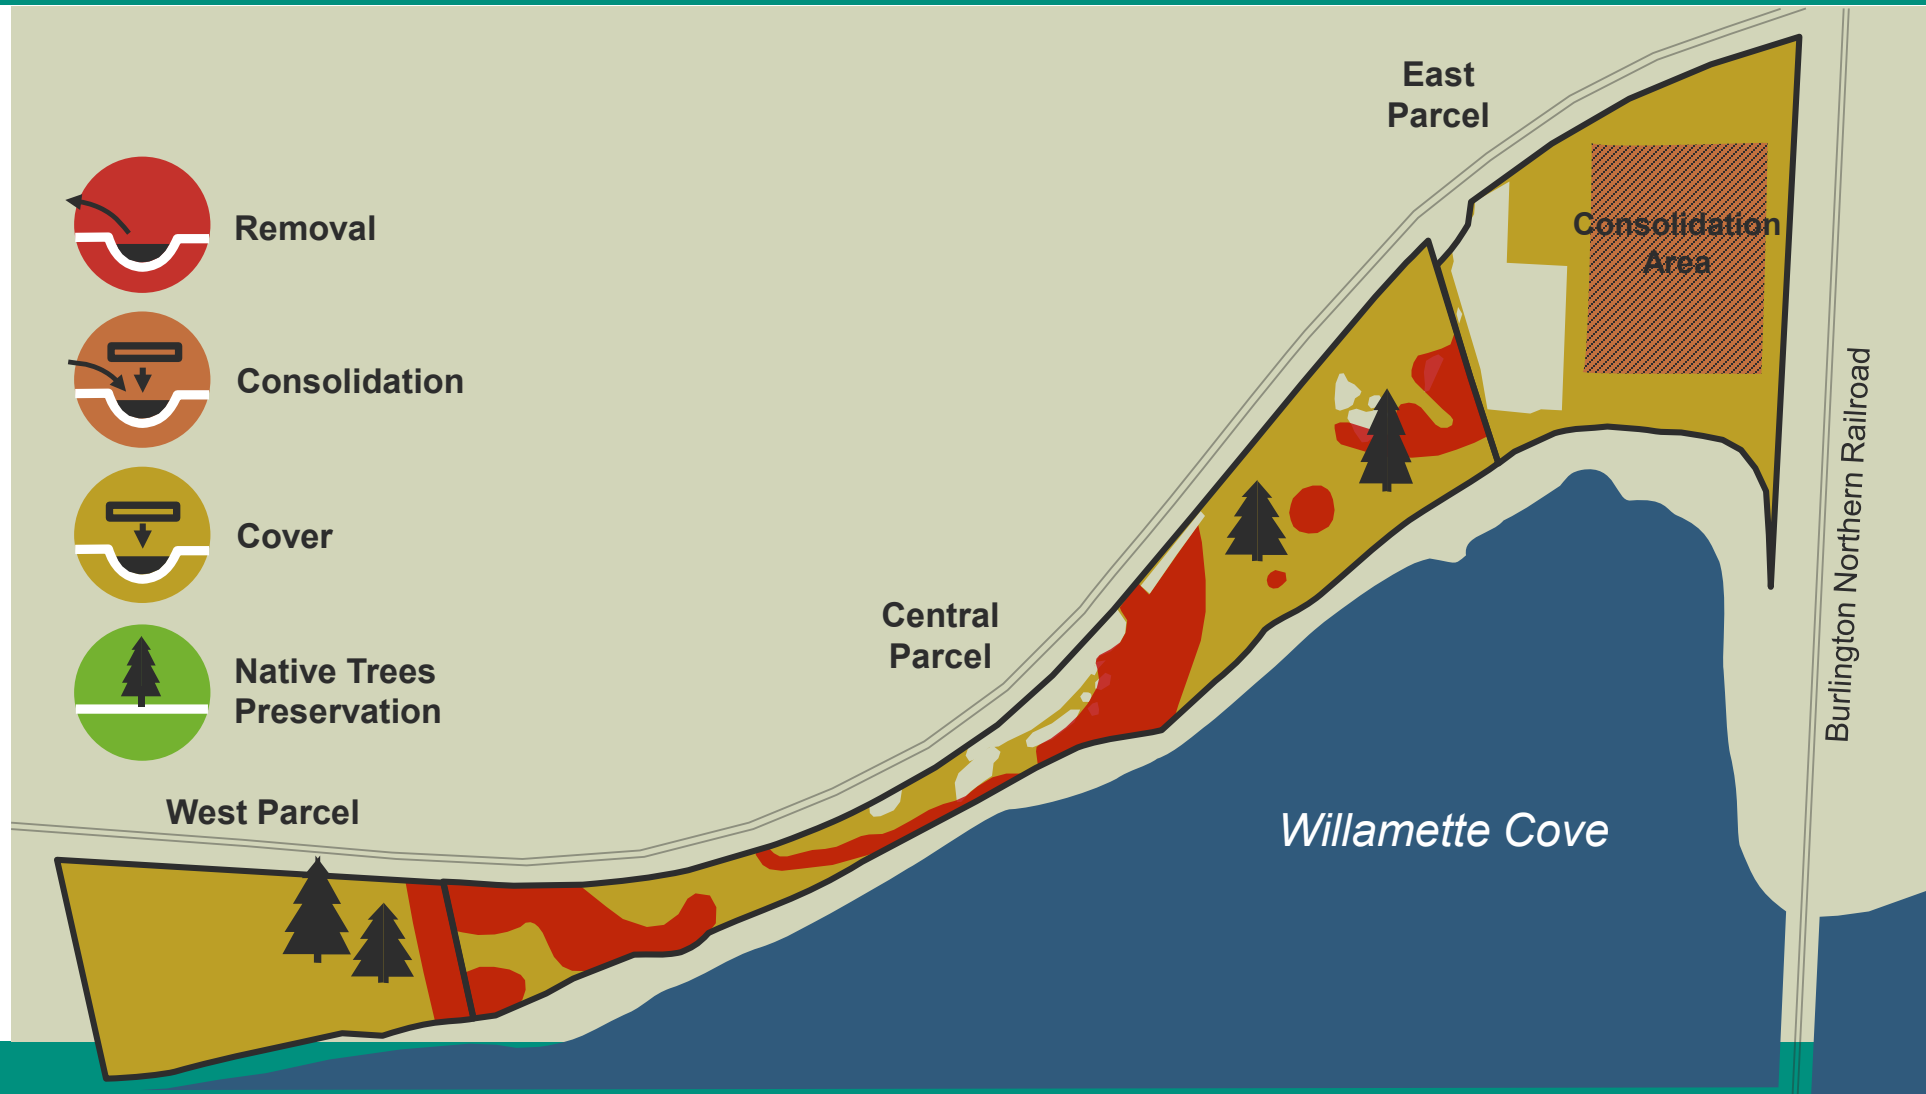 East
Parcel
Removal
Consolidation
Area
Consolidation
Cover
Central
Parcel
Native Trees
Preservation
West Parcel
Willamette Cove
Burlington Northern Railroad